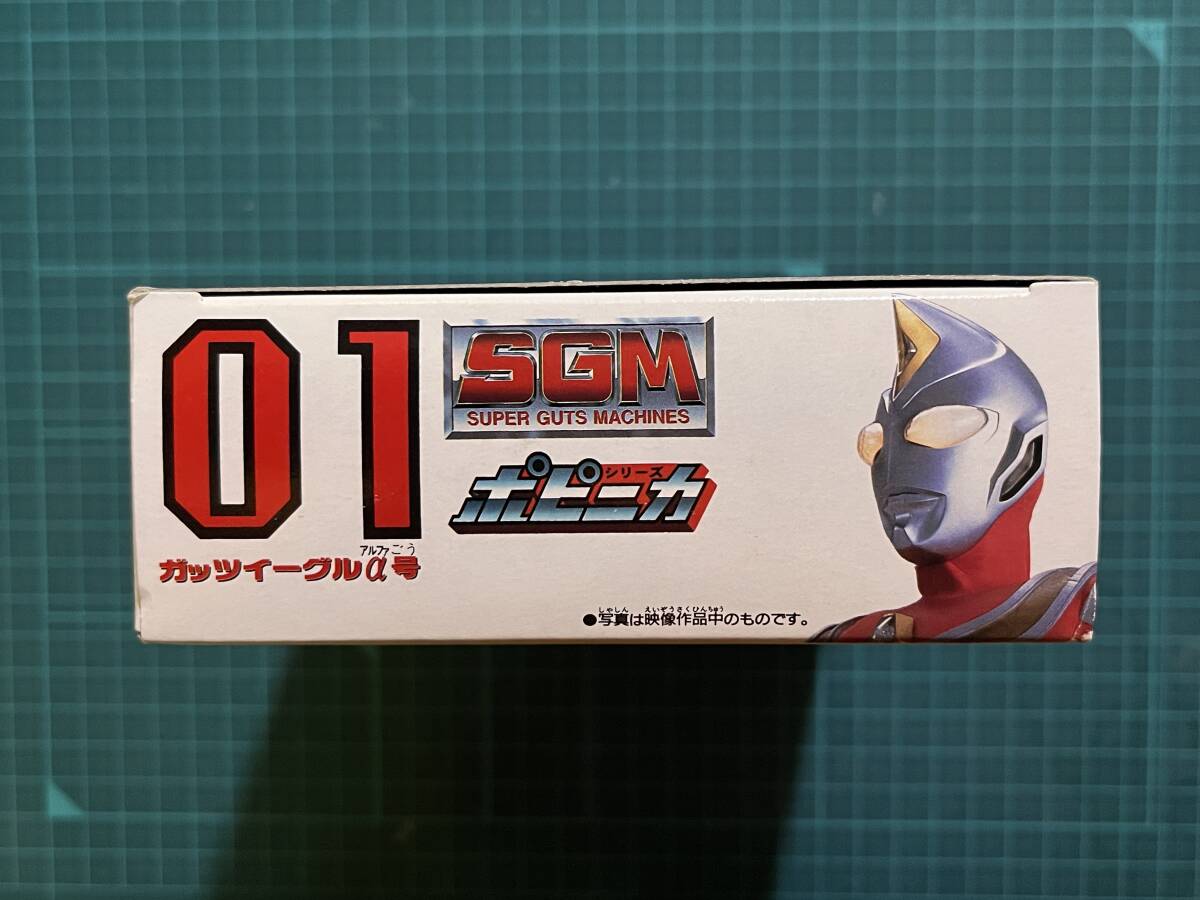 01
アルファごう
ガッツイーグルα号
SGM
SUPER GUTS MACHINES
シリーズ
ポピニカ
しゃしん えいぞうさくひんちゅう
●写真は映像作品中のものです。